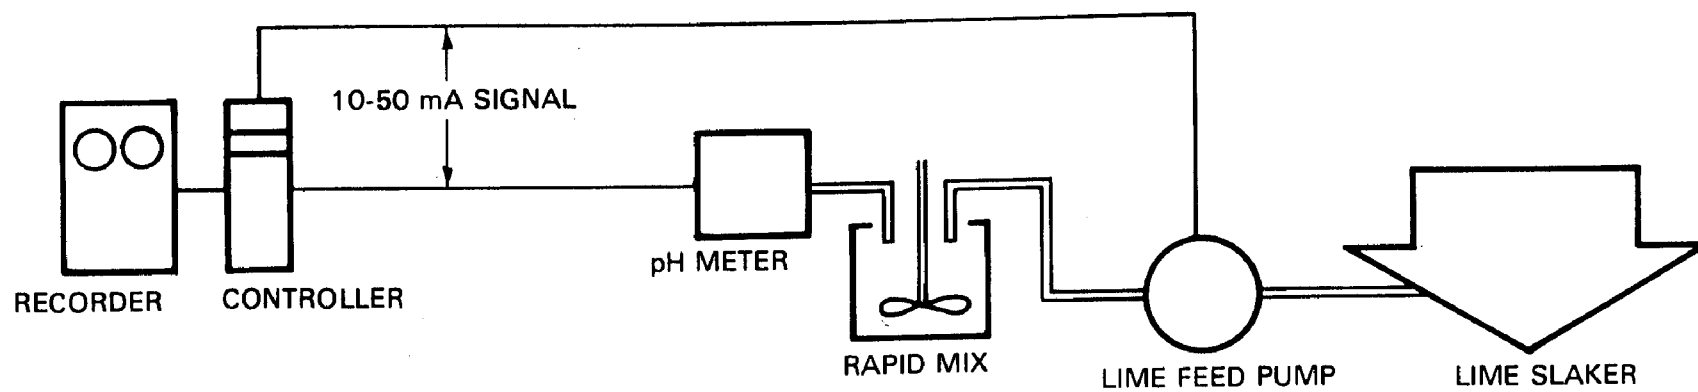 10-50 mA SIGNAL
pH METER
RECORDER
CONTROLLER
RAPID MIX
LIME FEED PUMP
LIME SLAKER